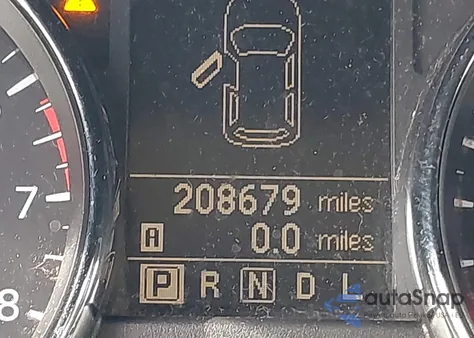 208679 miles
A 0.0 miles
P R N D L
7
8
autoSnap